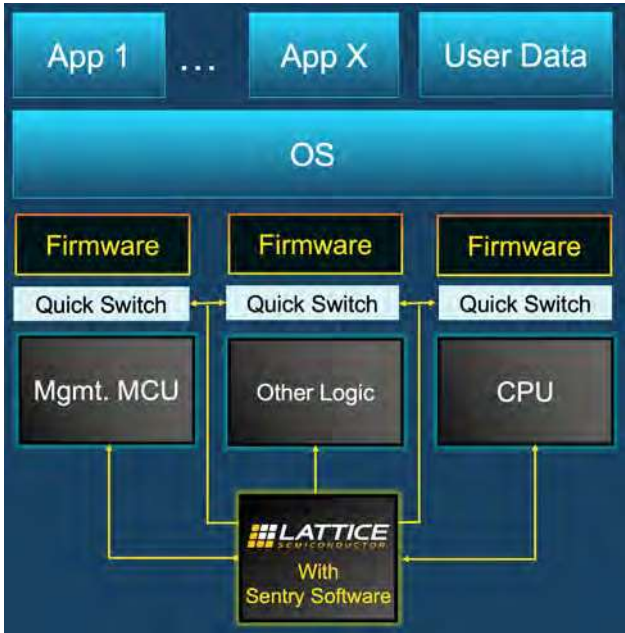 App 1 ... App X User Data
OS
Firmware Firmware Firmware
Quick Switch Quick Switch Quick Switch
Mgmt. MCU Other Logic CPU
LATTICE
SEMICONDUCTOR
With
Sentry Software